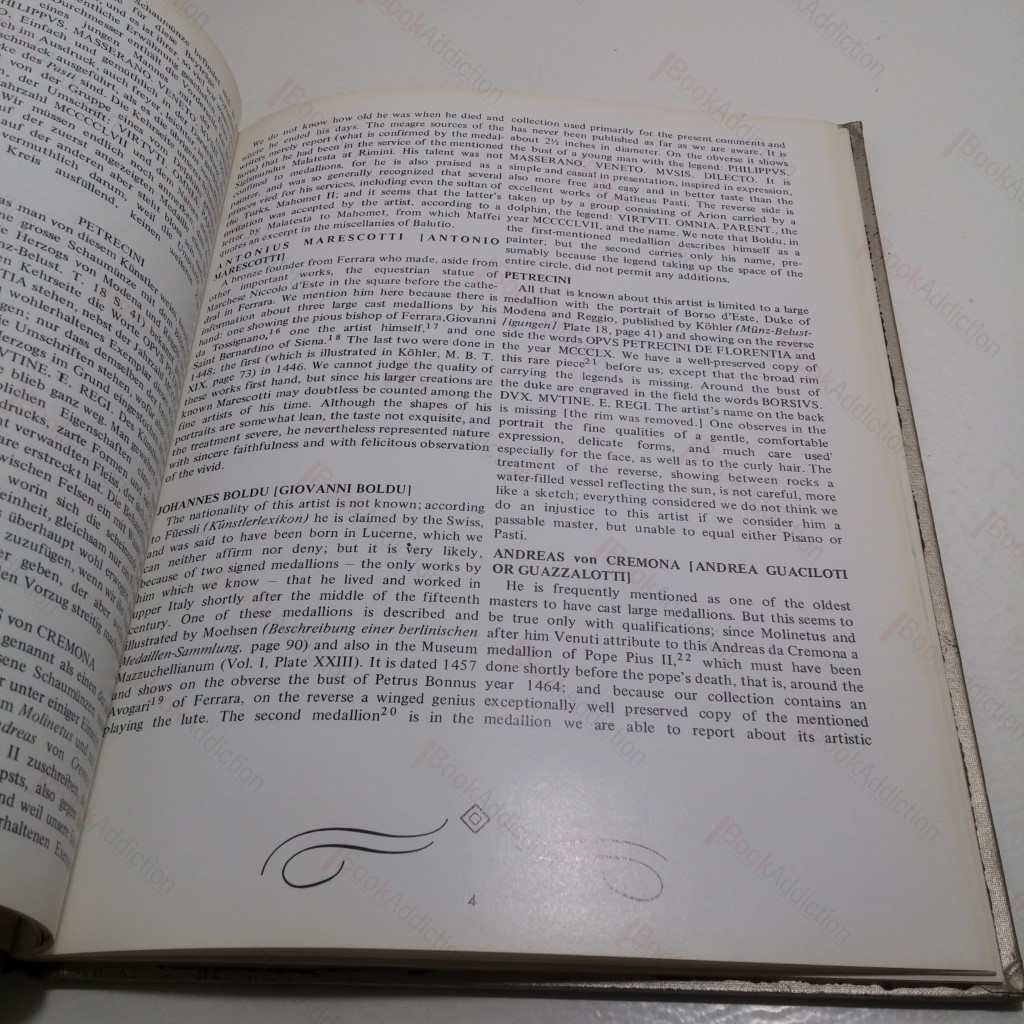 We do not know how old he was when he died and
where he ended his days. The meagre sources of the
writers merely report (what is confirmed by the medal-
lions) that he had been in the service of the mentioned
Sigismundus Malatesta at Rimini. His talent was not
confined to medallions, for he is also praised as a
painter, and was so generally recognized that several
princes vied for his services, including even the sultan of
the Turks, Mahomet II; and it seems that the latter's
invitation was accepted by the artist, according to a
letter by Malatesta to Mahomet, from which Maffei
quotes an excerpt in the miscellanies of Balutio.
ANTONIUS MARESCOTTI [ANTONIO
MARESCOTTI]
A bronze founder from Ferrara who made, aside from
other important works, the equestrian statue of
Marchese Niccolo d'Este in the square before the cathe-
dral in Ferrara. We mention him here because there is
information about three large cast medallions by his
hand: one showing the pious bishop of Ferrara, Giovanni
da Tossignano,16 one the artist himself,17 and one
Saint Bernardino of Siena.18 The last two were done in
1448; the first (which is illustrated in Köhler, M. B. T.
XIX, page 73) in 1446. We cannot judge the quality of
these works first hand, but since his larger creations are
known Marescotti may doubtless be counted among the
fine artists of his time. Although the shapes of his
portraits are somewhat lean, the taste not exquisite, and
the treatment severe, he nevertheless represented nature
with sincere faithfulness and with felicitous observation
of the vivid.
JOHANNES BOLDU [GIOVANNI BOLDU]
The nationality of this artist is not known; according
to Füessli (Künstlerlexikon) he is claimed by the Swiss,
and was said to have been born in Lucerne, which we
can neither affirm nor deny; but it is very likely,
because of two signed medallions — the only works by
him which we know — that he lived and worked in
upper Italy shortly after the middle of the fifteenth
century. One of these medallions is described and
illustrated by Moehsen (Beschreibung einer berlinischen
Medaillen-Sammlung, page 90) and also in the Museum
Mazzuchellianum (Vol. I, Plate XXIII). It is dated 1457
and shows on the obverse the bust of Petrus Bonnus
Avogari19 of Ferrara, on the reverse a winged genius
playing the lute. The second medallion20 is in the
collection used primarily for the present comments and
has never been published as far as we are aware. It is
about 2½ inches in diameter. On the obverse it shows
the bust of a young man with the legend: PHILIPPVS.
MASSERANO. VENETO. MVSIS. DILECTO. It is
simple and casual in presentation, inspired in expression,
also more free and easy and in better taste than the
excellent works of Matheus Pasti. The reverse side is
taken up by a group consisting of Arion carried by a
dolphin, the legend: VIRTVTI. OMNIA. PARENT., the
year MCCCCLVII, and the name. We note that Boldu, in
the first-mentioned medallion describes himself as a
painter; but the second carries only his name, pre-
sumably because the legend taking up the space of the
entire circle, did not permit any additions.
PETRECINI
All that is known about this artist is limited to a large
medallion with the portrait of Borso d'Este, Duke of
Modena and Reggio, published by Köhler (Münz-Belust-
igungen] Plate 18, page 41) and showing on the reverse
side the words OPVS PETRECINI DE FLORENTIA and
the year MCCCLX. We have a well-preserved copy of
this rare piece21 before us; except that the broad rim
carrying the legends is missing. Around the bust of
the duke are engraved in the field the words BORSIVS.
DVX. MVTINE. E. REGI. The artist's name on the back
is missing [the rim was removed.] One observes in the
portrait the fine qualities of a gentle, comfortable
expression, delicate forms, and much care used
especially for the face, as well as to the curly hair. The
treatment of the reverse, showing between rocks a
water-filled vessel reflecting the sun, is not careful, more
like a sketch; everything considered we do not think we
do an injustice to this artist if we consider him a
passable master, but unable to equal either Pisano or
Pasti.
ANDREAS von CREMONA [ANDREA GUACILOTI
OR GUAZZALOTTI]
He is frequently mentioned as one of the oldest
masters to have cast large medallions. But this seems to
be true only with qualifications; since Molinetus and
after him Venuti attribute to this Andreas da Cremona a
medallion of Pope Pius II,22 which must have been
done shortly before the pope's death, that is, around the
year 1464; and because our collection contains an
exceptionally well preserved copy of the mentioned
medallion we are able to report about its artistic
4